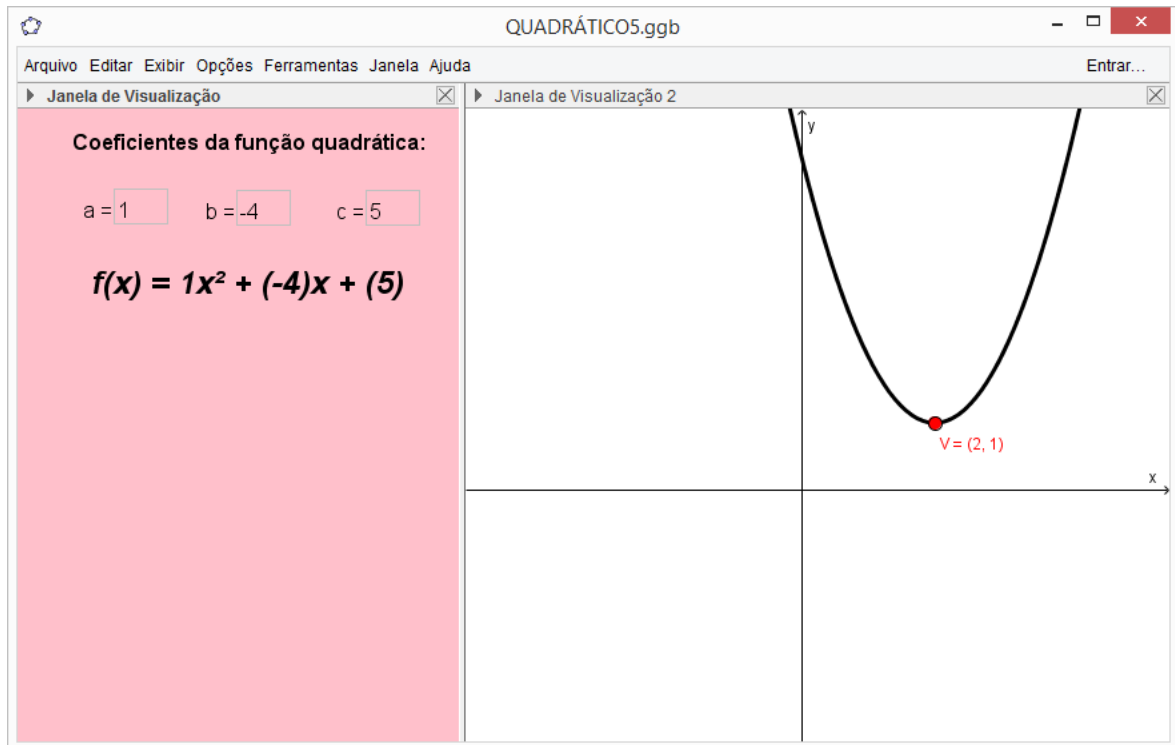 QUADRÁTICO5.ggb
Arquivo Editar Exibir Opções Ferramentas Janela Ajuda
Entrar...
Janela de Visualização
Coeficientes da função quadrática:
a = 1 b = -4 c = 5
f(x) = 1x² + (-4)x + (5)
Janela de Visualização 2
y
V = (2, 1)
x